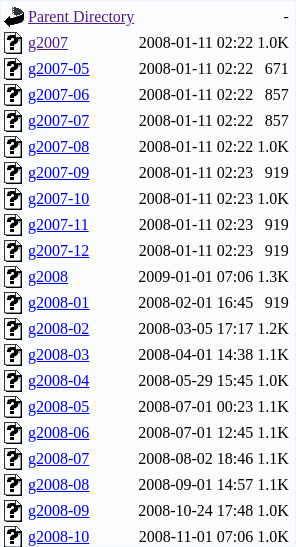 Parent Directory -
g2007 2008-01-11 02:22 1.0K
g2007-05 2008-01-11 02:22 671
g2007-06 2008-01-11 02:22 857
g2007-07 2008-01-11 02:22 857
g2007-08 2008-01-11 02:22 1.0K
g2007-09 2008-01-11 02:23 919
g2007-10 2008-01-11 02:23 1.0K
g2007-11 2008-01-11 02:23 919
g2007-12 2008-01-11 02:23 919
g2008 2009-01-01 07:06 1.3K
g2008-01 2008-02-01 16:45 919
g2008-02 2008-03-05 17:17 1.2K
g2008-03 2008-04-01 14:38 1.1K
g2008-04 2008-05-29 15:45 1.0K
g2008-05 2008-07-01 00:23 1.1K
g2008-06 2008-07-01 12:45 1.1K
g2008-07 2008-08-02 18:46 1.1K
g2008-08 2008-09-01 14:57 1.1K
g2008-09 2008-10-24 17:48 1.0K
g2008-10 2008-11-01 07:06 1.0K